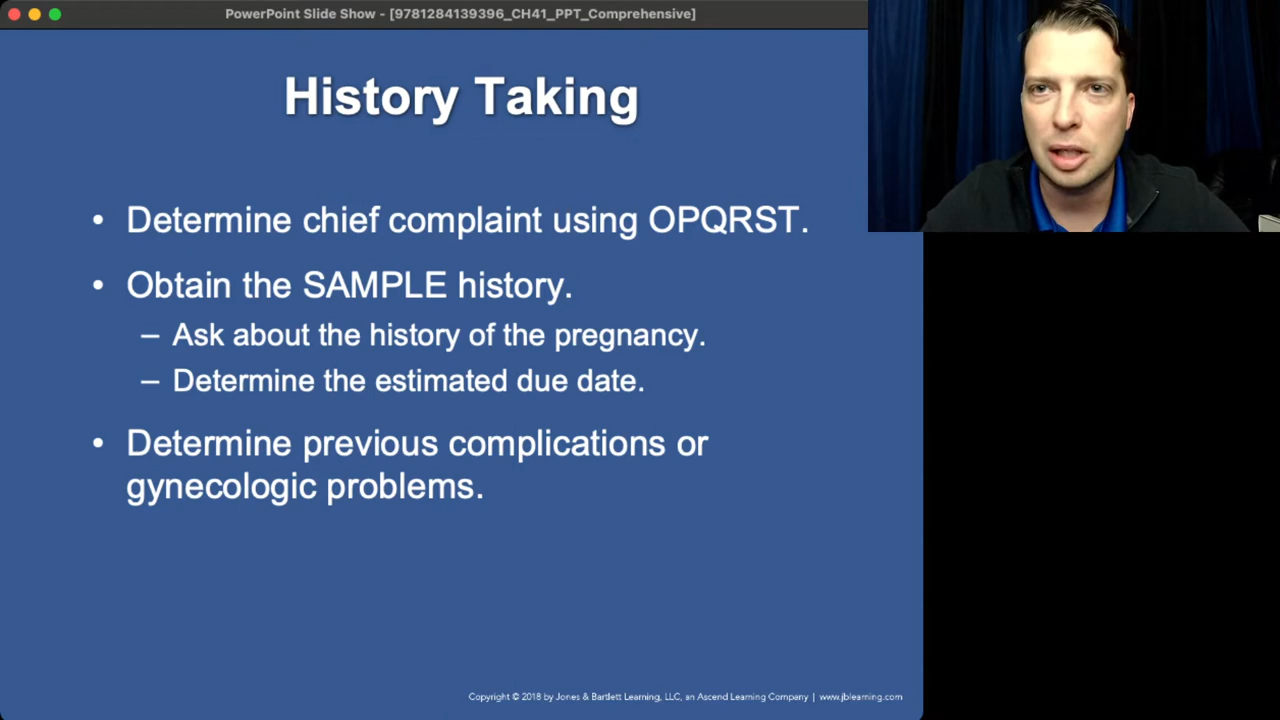 PowerPoint Slide Show - [9781284139396_CH41_PPT_Comprehensive]
History Taking
• Determine chief complaint using OPQRST.
• Obtain the SAMPLE history.
– Ask about the history of the pregnancy.
– Determine the estimated due date.
• Determine previous complications or
gynecologic problems.
Copyright © 2018 by Jones & Bartlett Learning, LLC, an Ascend Learning Company | www.jblearning.com